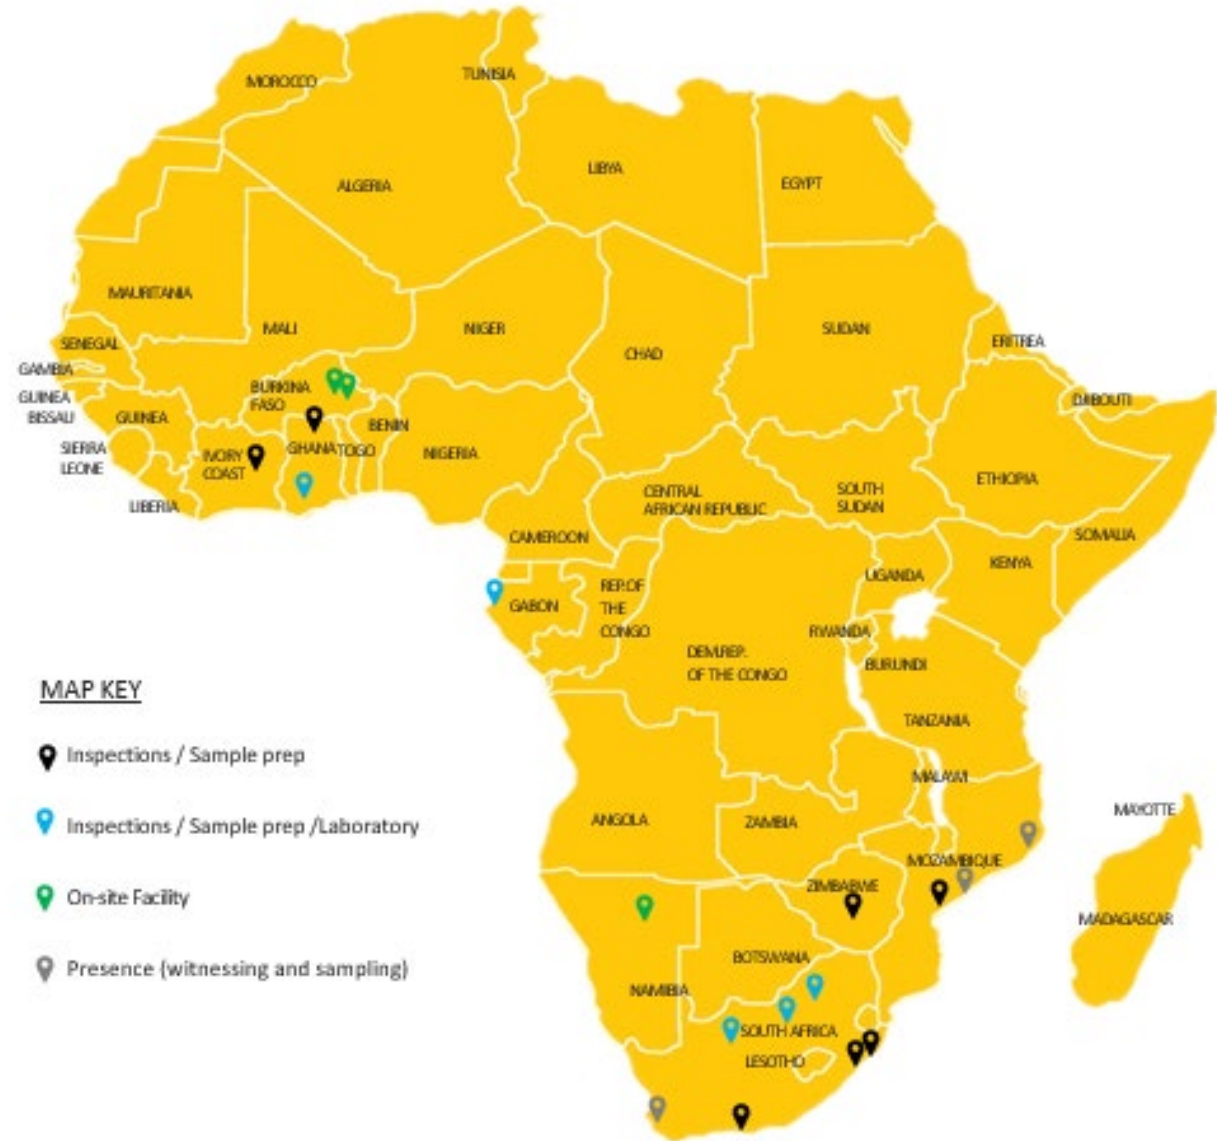 MOROCCO
TUNISIA
ALGERIA
LIBYA
EGYPT
MAURITANIA
MALI
NIGER
CHAD
SUDAN
ERITREA
SENEGAL
GAMBIA
GUINEA
BISSAU
GUINEA
BURKINA
FASO
BENIN
DJIBOUTI
SIERRA
LEONE
IVORY
COAST
GHANA
TOGO
NIGERIA
LIBERIA
CENTRAL
AFRICAN REPUBLIC
SOUTH
SUDAN
ETHIOPIA
SOMALIA
CAMEROON
KENYA
UGANDA
GABON
REP.OF
THE
CONGO
RWANDA
DEM.REP.
OF THE CONGO
BURUNDI
TANZANIA
MALAWI
ANGOLA
ZAMBIA
MAYOTTE
MOZAMBIQUE
ZIMBABWE
MADAGASCAR
BOTSWANA
NAMIBIA
SOUTH AFRICA
LESOTHO
MAP KEY
Inspections / Sample prep
Inspections / Sample prep /Laboratory
On-site Facility
Presence (witnessing and sampling)